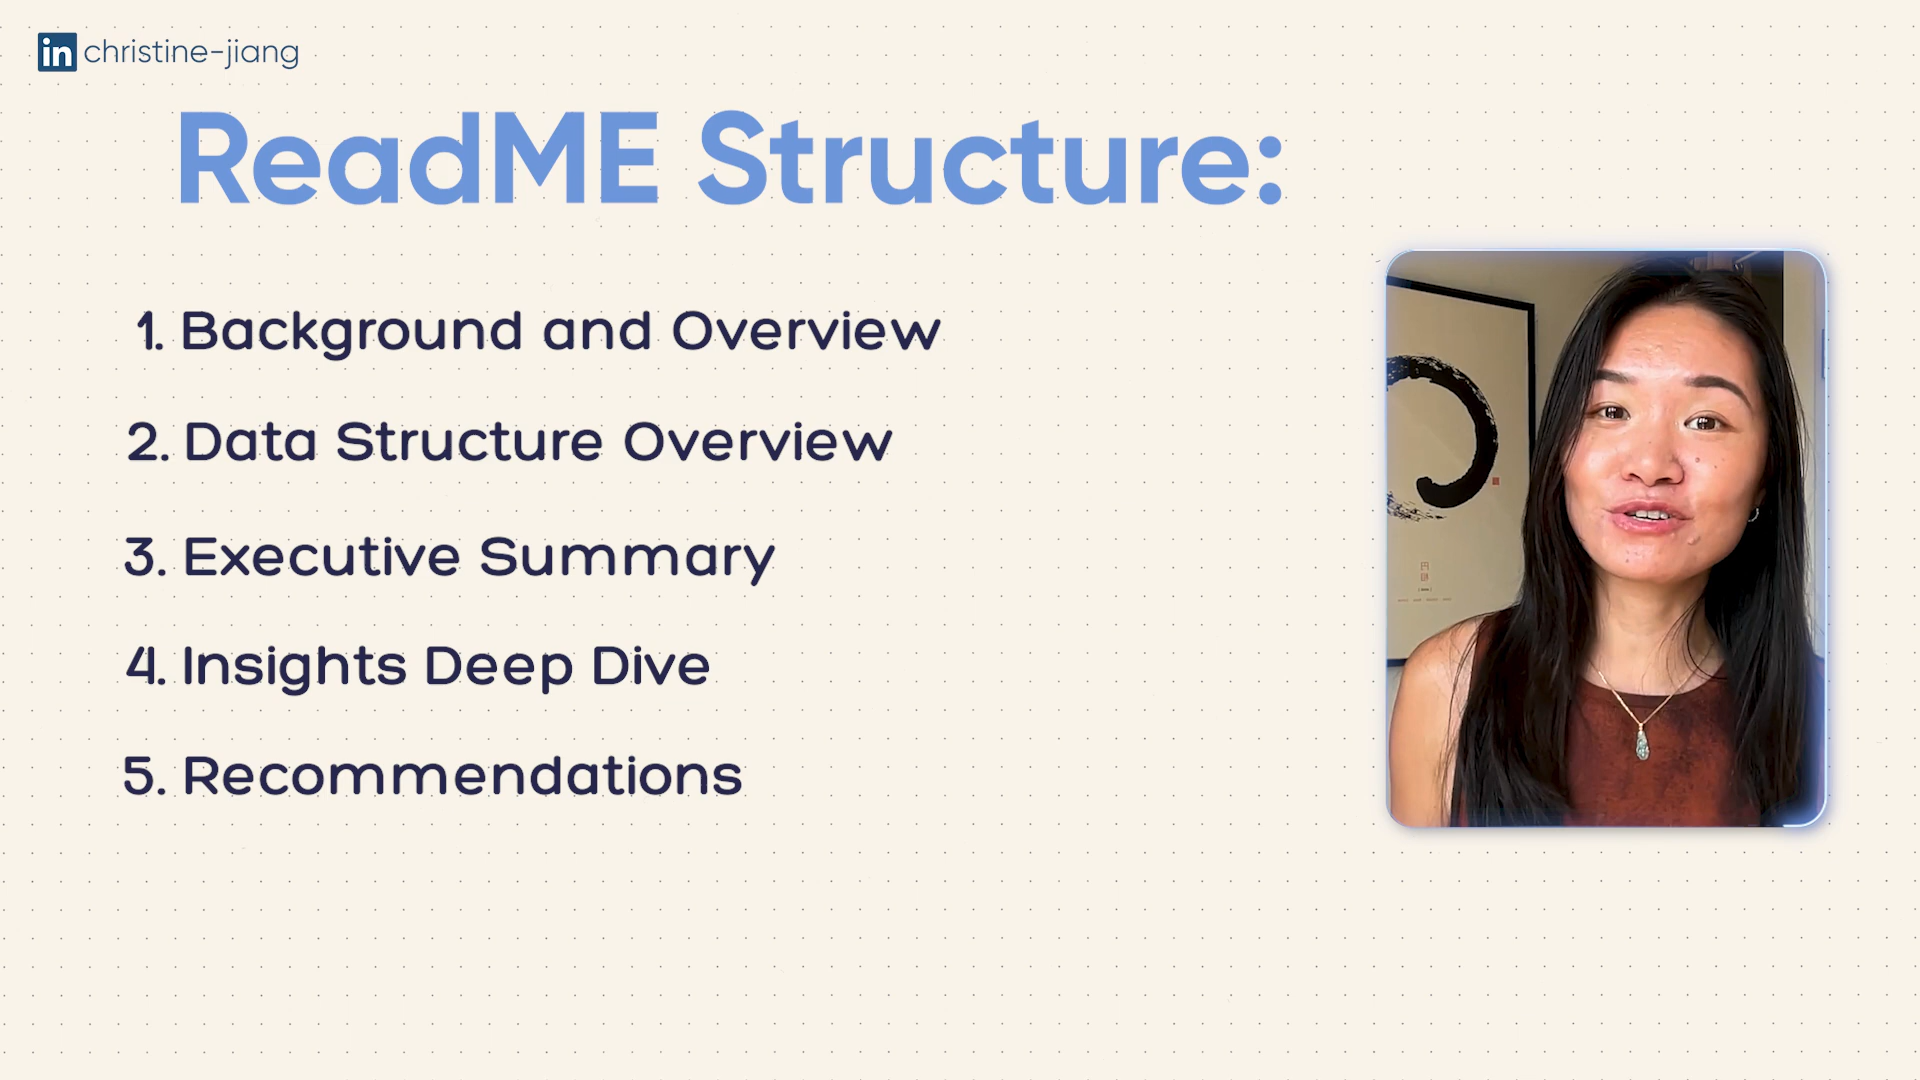 in christine-jiang
ReadME Structure:
1. Background and Overview
2. Data Structure Overview
3. Executive Summary
4. Insights Deep Dive
5. Recommendations